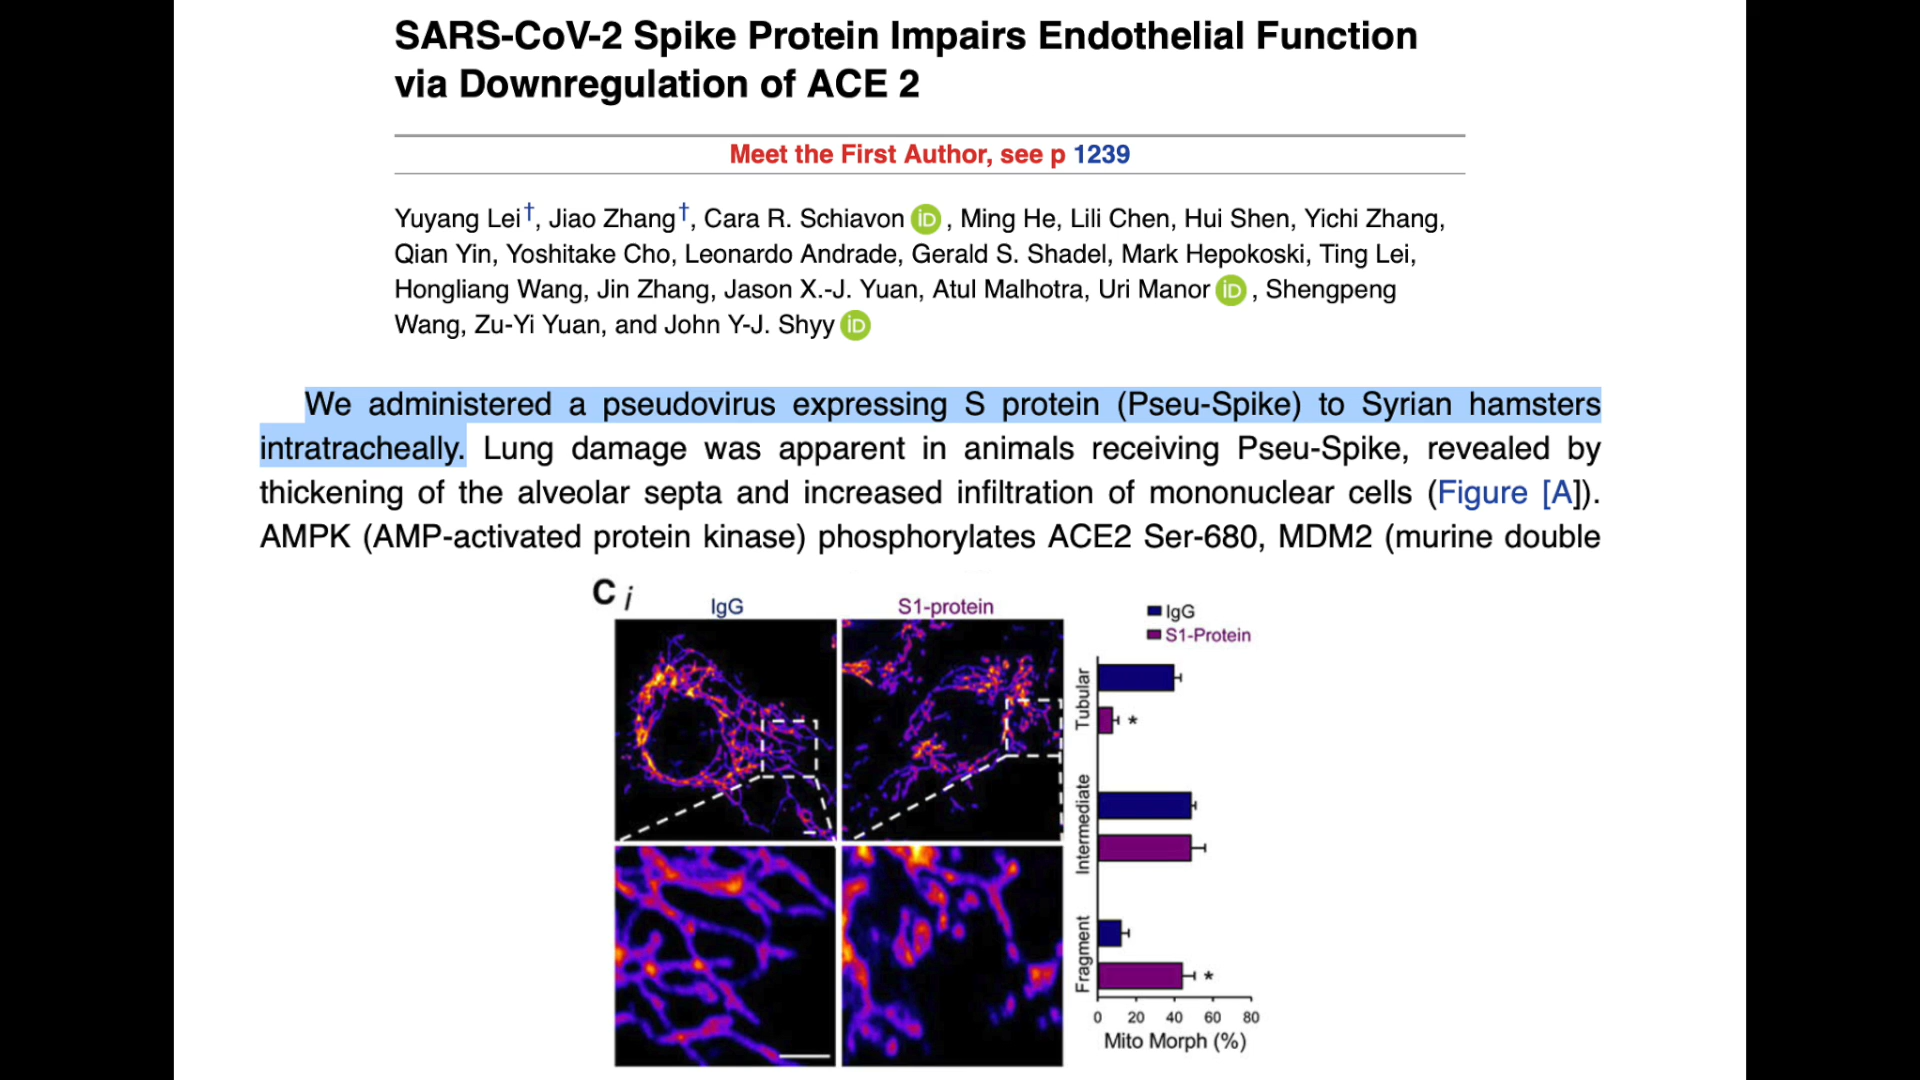 SARS-CoV-2 Spike Protein Impairs Endothelial Function
via Downregulation of ACE 2
Meet the First Author, see p 1239
Yuyang Lei†, Jiao Zhang†, Cara R. Schiavon iD , Ming He, Lili Chen, Hui Shen, Yichi Zhang,
Qian Yin, Yoshitake Cho, Leonardo Andrade, Gerald S. Shadel, Mark Hepokoski, Ting Lei,
Hongliang Wang, Jin Zhang, Jason X.-J. Yuan, Atul Malhotra, Uri Manor iD , Shengpeng
Wang, Zu-Yi Yuan, and John Y-J. Shyy iD
We administered a pseudovirus expressing S protein (Pseu-Spike) to Syrian hamsters
intratracheally. Lung damage was apparent in animals receiving Pseu-Spike, revealed by
thickening of the alveolar septa and increased infiltration of mononuclear cells (Figure [A]).
AMPK (AMP-activated protein kinase) phosphorylates ACE2 Ser-680, MDM2 (murine double
C i
IgG
S1-protein
IgG
S1-Protein
Tubular
*
Intermediate
Fragment
*
0 20 40 60 80
Mito Morph (%)